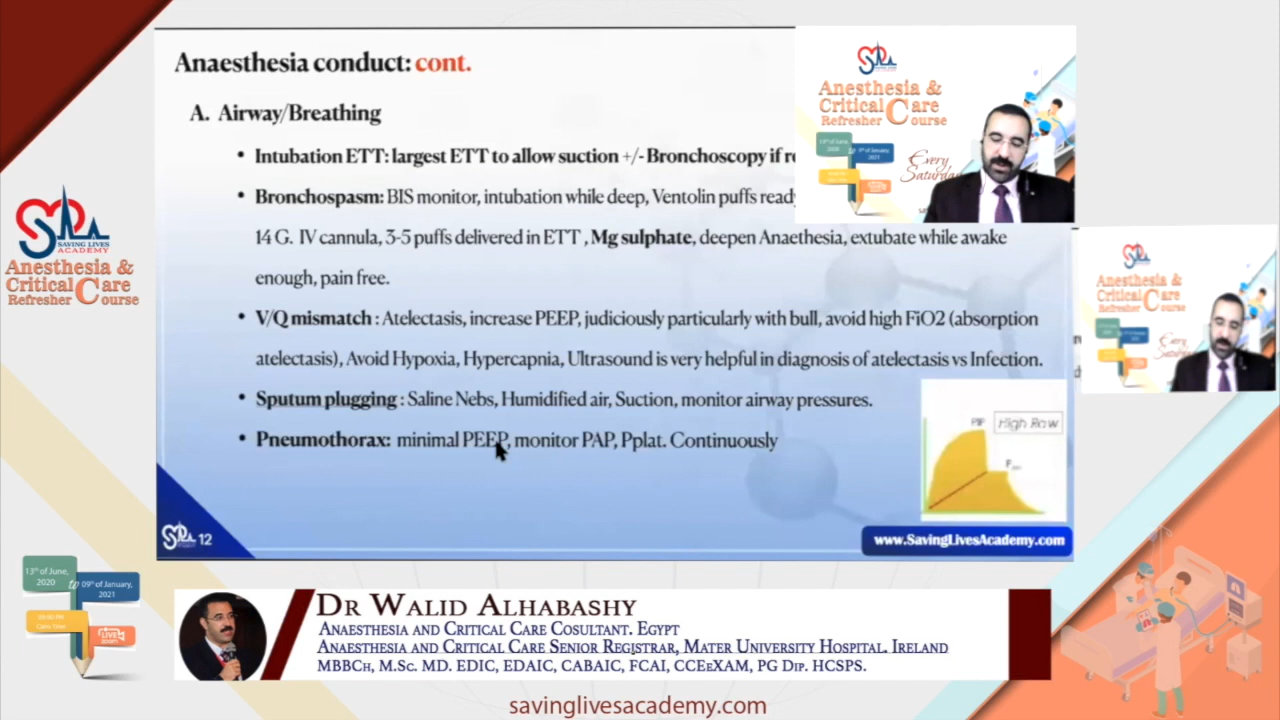 Anaesthesia conduct: cont.
A. Airway/Breathing
• Intubation ETT: largest ETT to allow suction +/- Bronchoscopy if
• Bronchospasm: BIS monitor, intubation while deep, Ventolin puffs
14 G. IV cannula, 3-5 puffs delivered in ETT , Mg sulphate, deepen Anaethesia, extubate while awake
enough, pain free.
• V/Q mismatch : Atelectasis, increase PEEP, judiciously particularly with bull, avoid high FiO2 (absorption
atelectasis), Avoid Hypoxia, Hypercapnia, Ultrasound is very helpful in diagnosis of atelectasis vs Infection.
• Sputum plugging : Saline Nebs, Humidified air, Suction, monitor airway pressures.
• Pneumothorax: minimal PEEP, monitor PAP, Pplat. Continuously
PIP
High Raw
12
www.SavingLivesAcademy.com
Anesthesia &
Critical Care
Refresher Course
Every
Saturday
Anesthesia &
Critical Care
Refresher Course
SAVING LIVES
ACADEMY
Anesthesia &
Critical Care
Refresher Course
13th of June,
2020
09th of January,
2021
LIVE
zoom
Dr Walid Alhabashy
Anaesthesia and Critical Care Cosultant. Egypt
Anaesthesia and Critical Care Senior Registrar, Mater University Hospital. Ireland
MBBCh, M.Sc. MD. EDIC, EDAIC, CABAIC, FCAI, CCEeXAM, PG Dip. HCSPS.
savinglivesacademy.com